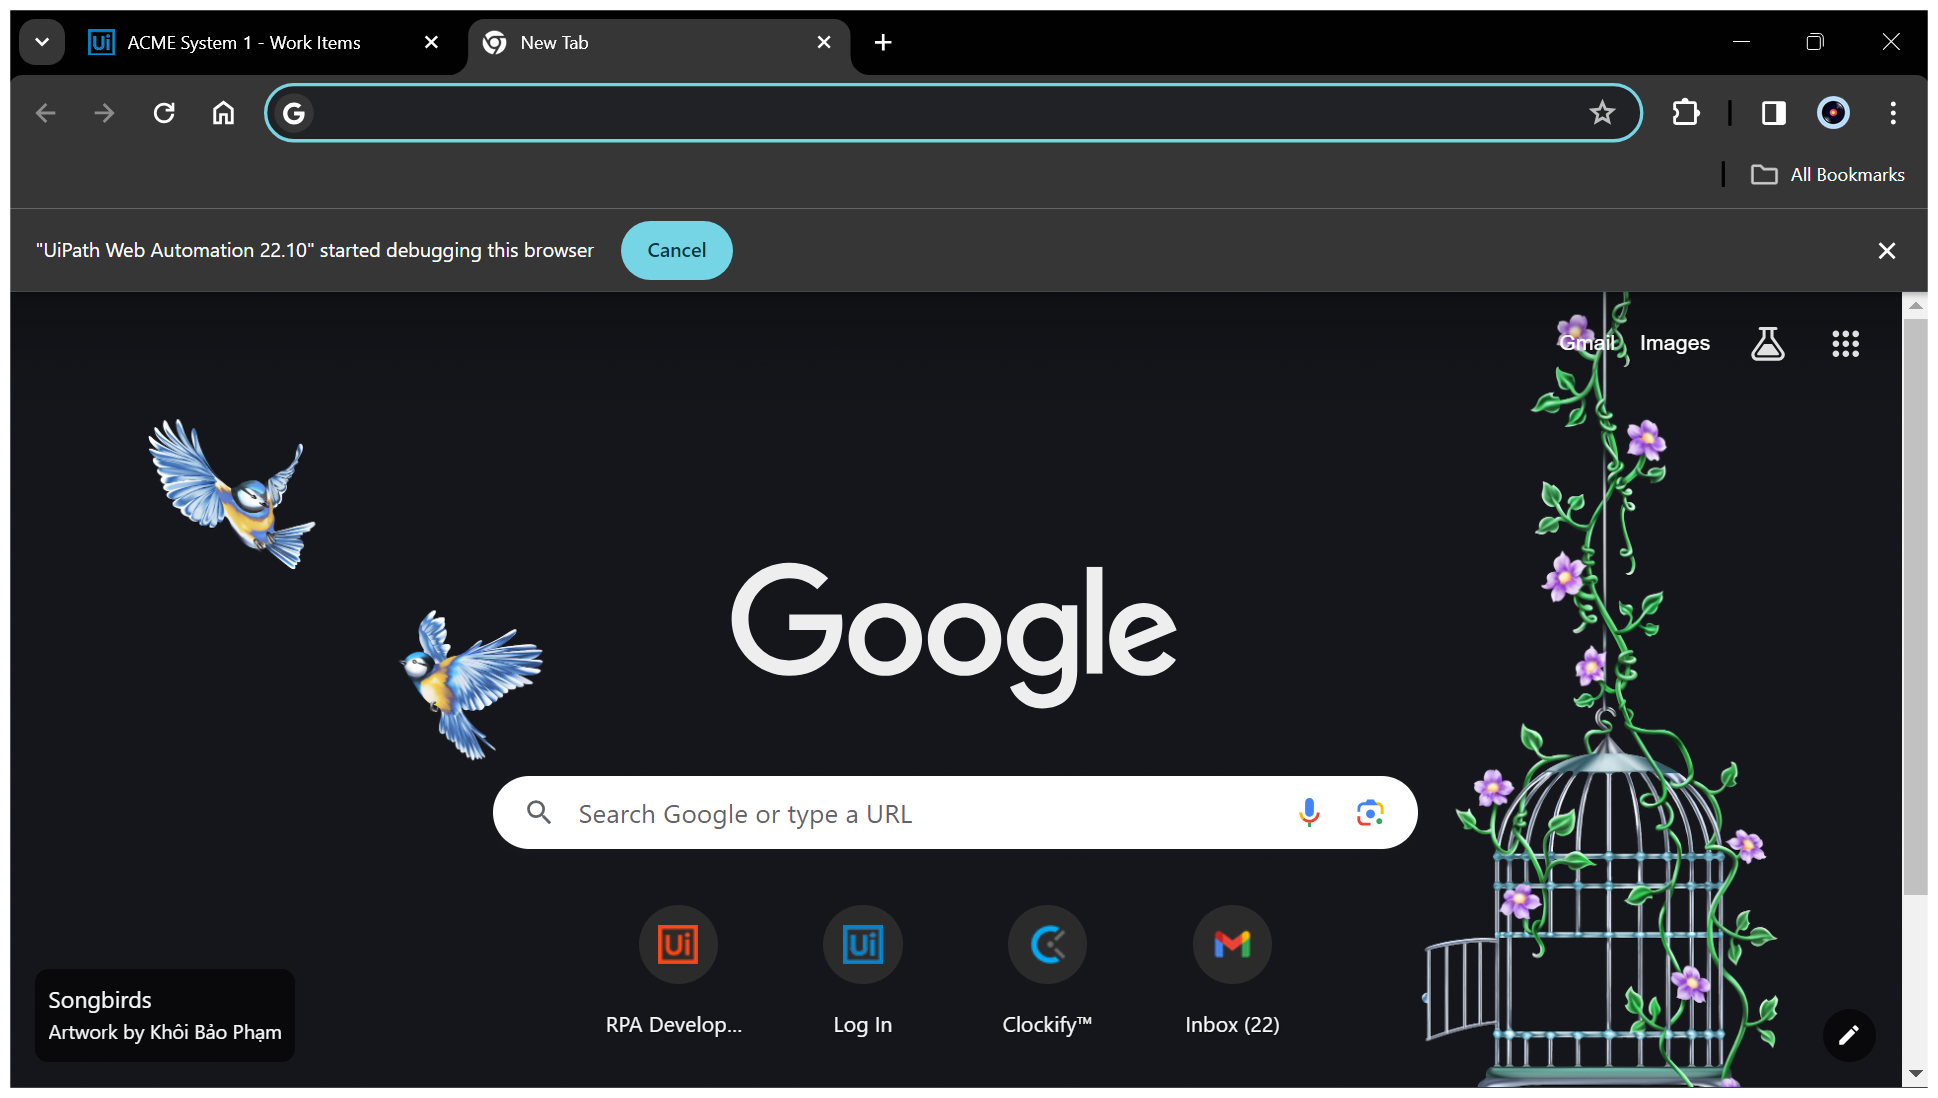 ACME System 1 - Work Items
New Tab
All Bookmarks
"UiPath Web Automation 22.10" started debugging this browser
Cancel
Gmail
Images
Google
Search Google or type a URL
Ui
Ui
RPA Develop...
Log In
Clockify™
Inbox (22)
Songbirds
Artwork by Khôi Bảo Phạm